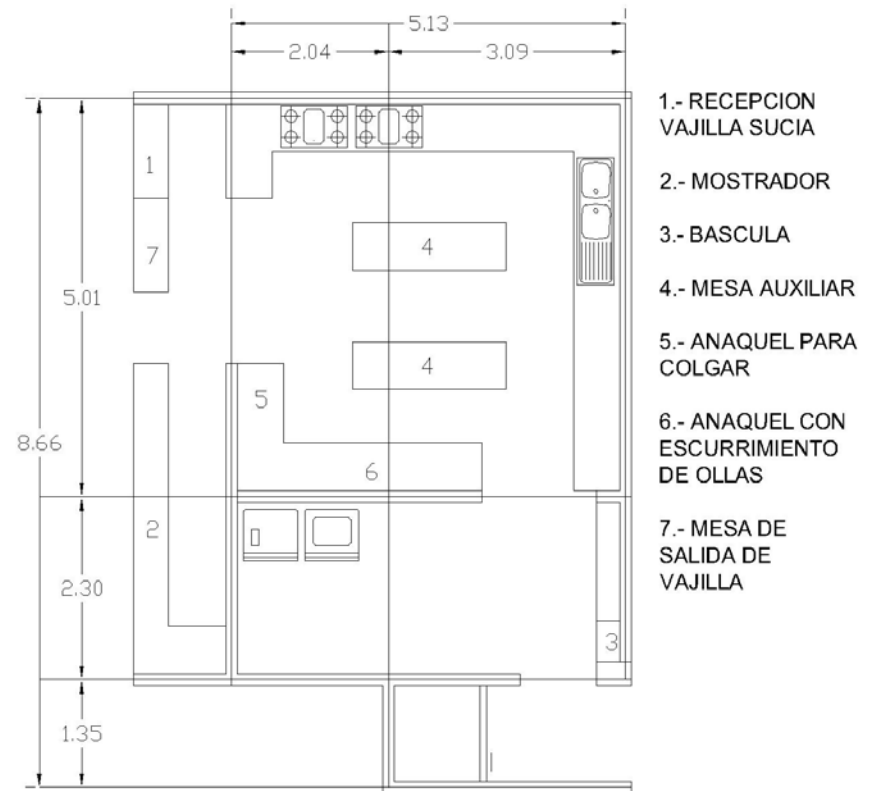 5.13
2.04
3.09
1
7
4
5.01
4
5
8.66
6
2
2.30
3
1.35
1.- RECEPCION
VAJILLA SUCIA
2.- MOSTRADOR
3.- BASCULA
4.- MESA AUXILIAR
5.- ANAQUEL PARA
COLGAR
6.- ANAQUEL CON
ESCURRIMIENTO
DE OLLAS
7.- MESA DE
SALIDA DE
VAJILLA